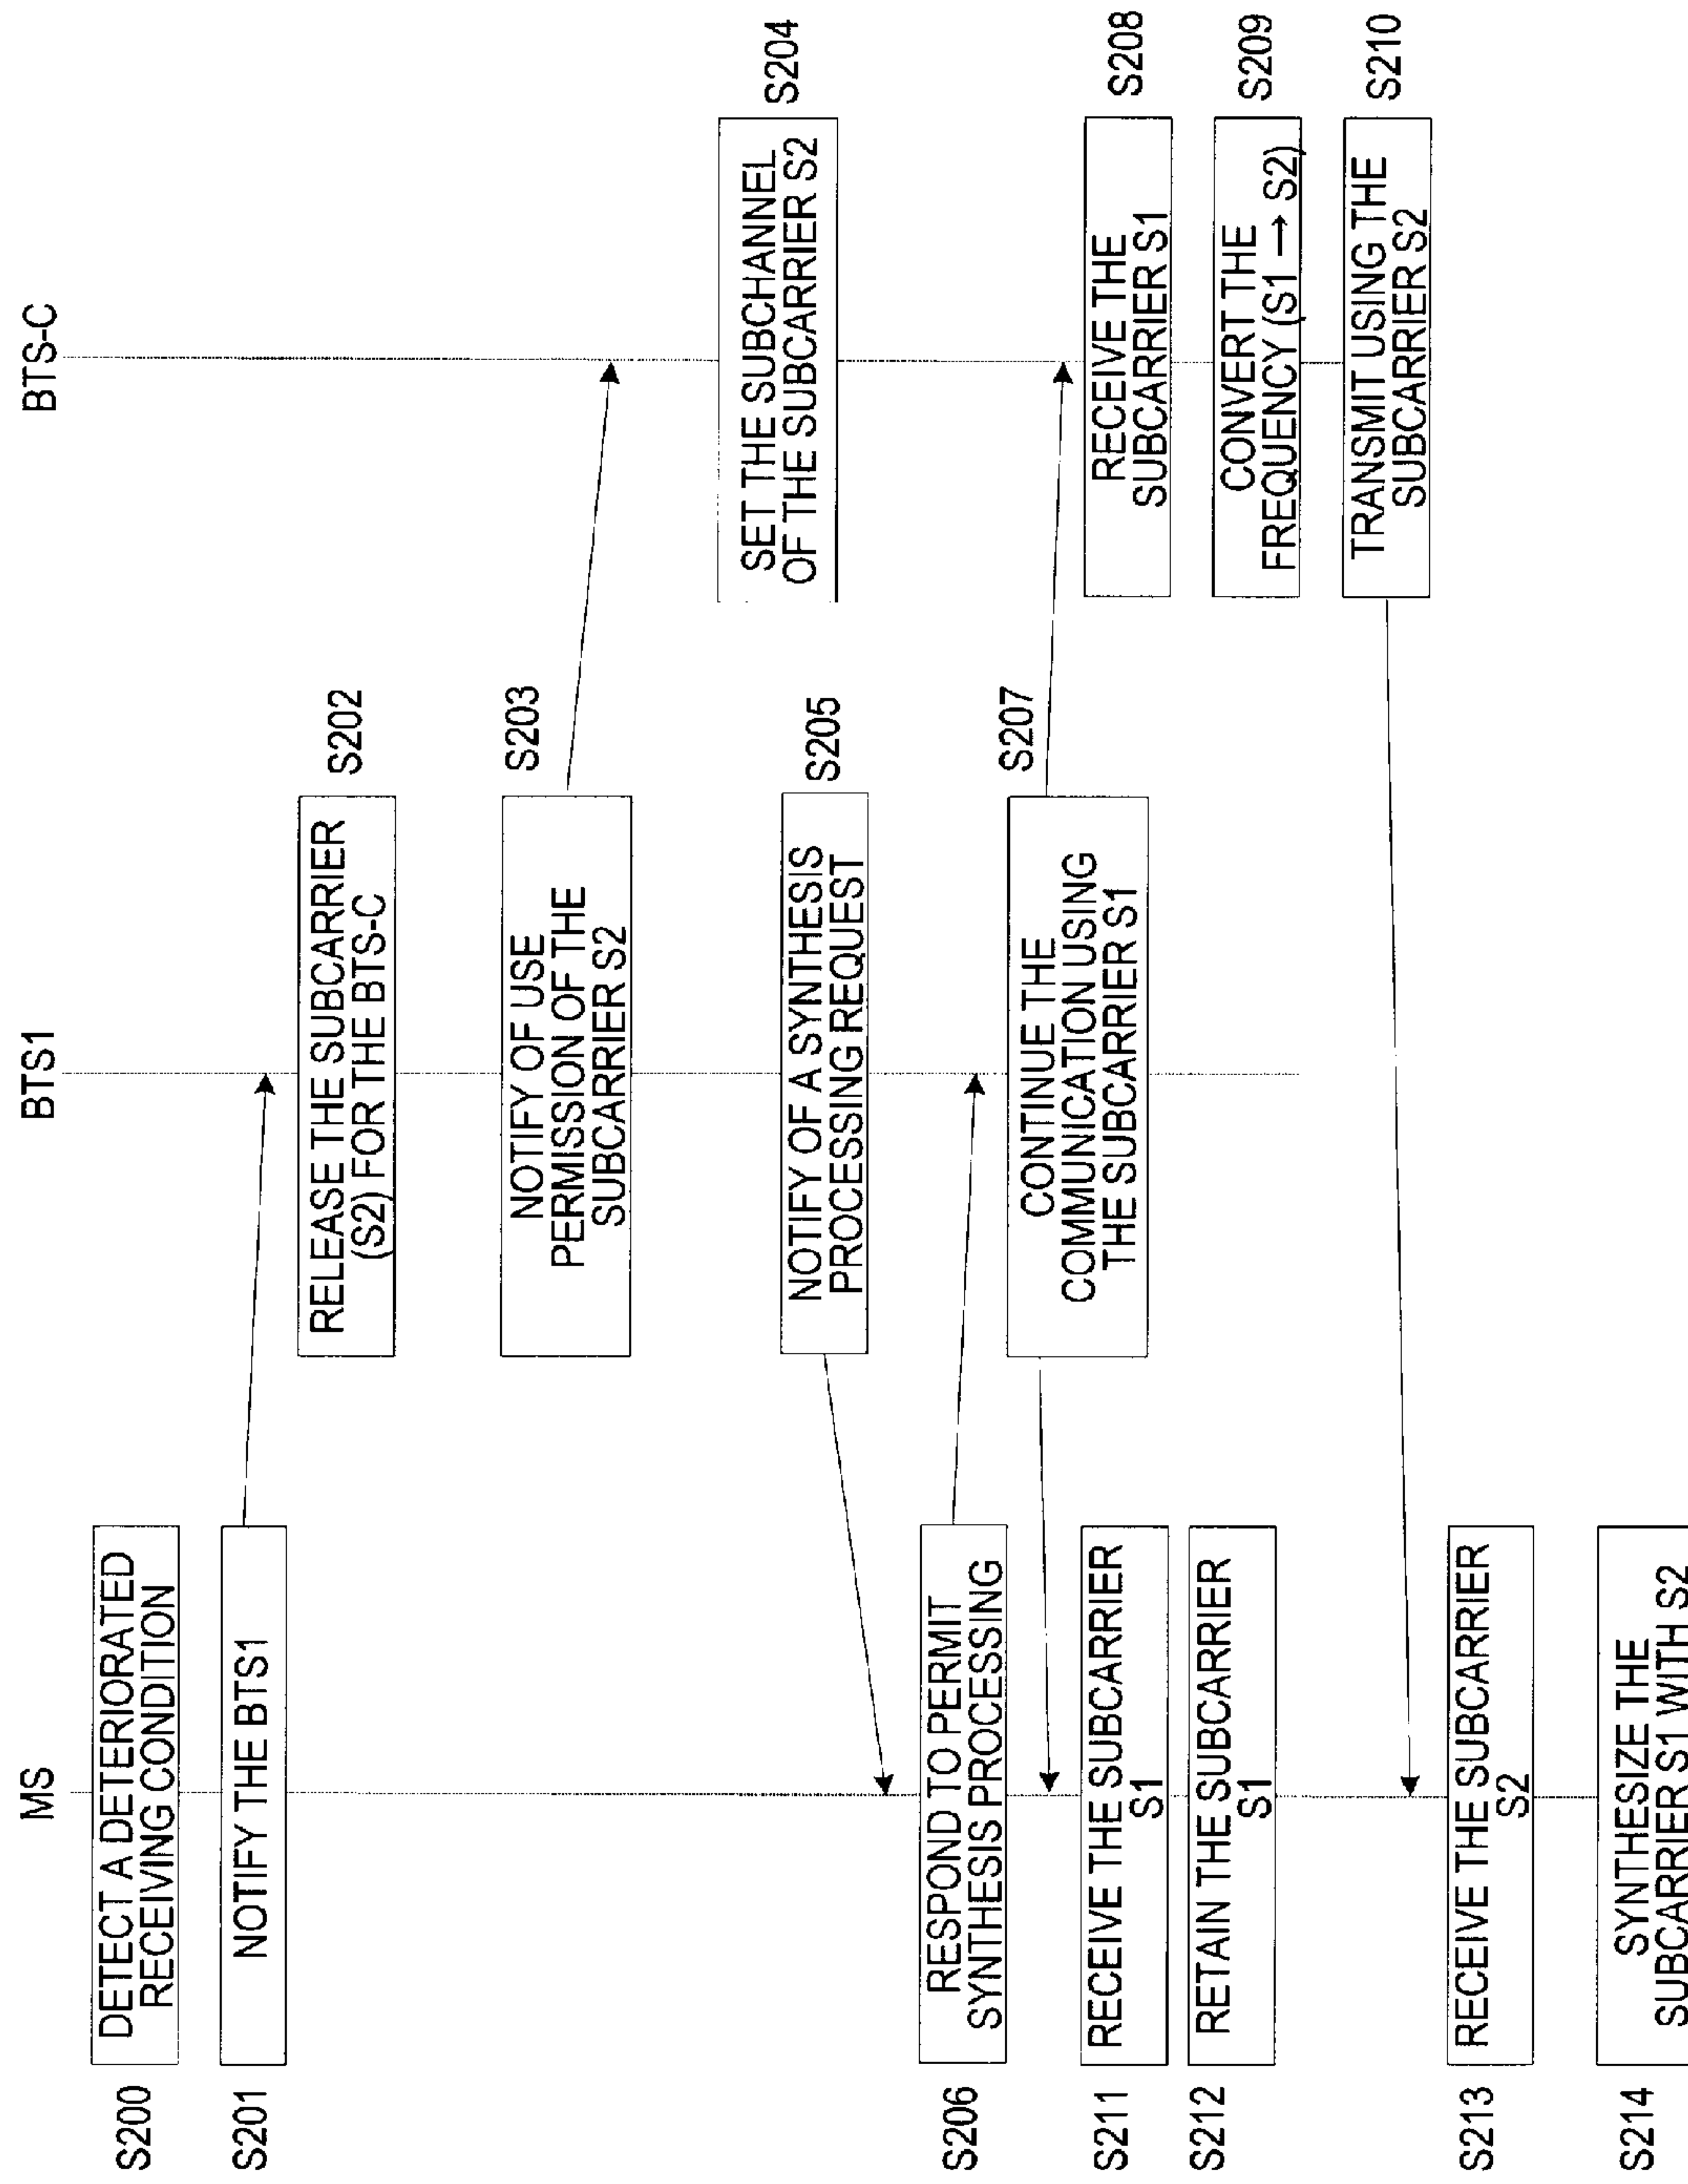 MS
BTS1
BTS-C
S200
DETECT A DETERIORATED
RECEIVING CONDITION
S201
NOTIFY THE BTS1
RELEASE THE SUBCARRIER
(S2) FOR THE BTS-C
S202
NOTIFY OF USE
PERMISSION OF THE
SUBCARRIER S2
S203
SET THE SUBCHANNEL
OF THE SUBCARRIER S2
S204
NOTIFY OF A SYNTHESIS
PROCESSING REQUEST
S205
S206
RESPOND TO PERMIT
SYNTHESIS PROCESSING
CONTINUE THE
COMMUNICATION USING
THE SUBCARRIER S1
S207
RECEIVE THE
SUBCARRIER S1
S208
CONVERT THE
FREQUENCY (S1 → S2)
S209
TRANSMIT USING THE
SUBCARRIER S2
S210
S211
RECEIVE THE SUBCARRIER
S1
S212
RETAIN THE SUBCARRIER
S1
S213
RECEIVE THE SUBCARRIER
S2
S214
SYNTHESIZE THE
SUBCARRIER S1 WITH S2